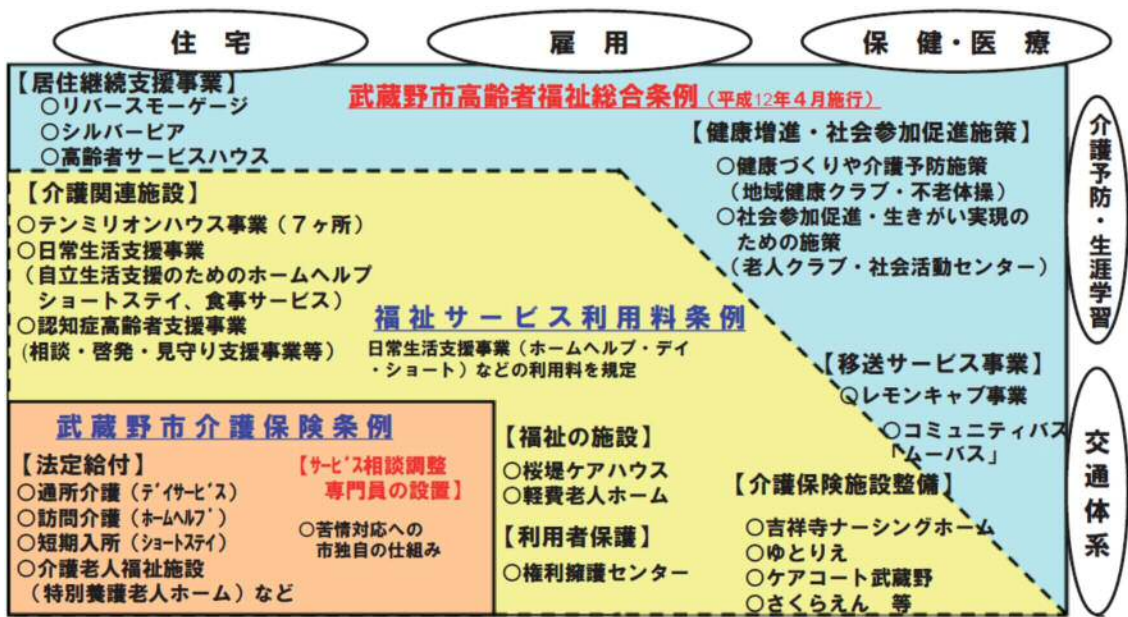 住宅
雇用
保健・医療
【居住継続支援事業】
○リバースモーゲージ
○シルバーピア
○高齢者サービスハウス
武蔵野市高齢者福祉総合条例（平成12年４月施行）
【健康増進・社会参加促進施策】
○健康づくりや介護予防施策
（地域健康クラブ・不老体操）
○社会参加促進・生きがい実現の
ための施策
（老人クラブ・社会活動センター）
介護予防・生涯学習
【介護関連施設】
○テンミリオンハウス事業（７ヶ所）
○日常生活支援事業
（自立生活支援のためのホームヘルプ
ショートステイ、食事サービス）
○認知症高齢者支援事業
(相談・啓発・見守り支援事業等）
福祉サービス利用料条例
日常生活支援事業（ホームヘルプ・デイ
・ショート）などの利用料を規定
【移送サービス事業】
○レモンキャブ事業
○コミュニティバス
「ムーバス」
交通体系
武蔵野市介護保険条例
【法定給付】
○通所介護（ﾃﾞｲｻｰﾋﾞｽ）
○訪問介護（ﾎｰﾑﾍﾙﾌﾟ）
○短期入所（ｼｮｰﾄｽﾃｲ）
○介護老人福祉施設
（特別養護老人ホーム）など
【ｻｰﾋﾞｽ相談調整
専門員の設置】
○苦情対応への
市独自の仕組み
【福祉の施設】
○桜堤ケアハウス
○軽費老人ホーム
【利用者保護】
○権利擁護センター
【介護保険施設整備】
○吉祥寺ナーシングホーム
○ゆとりえ
○ケアコート武蔵野
○さくらえん 等